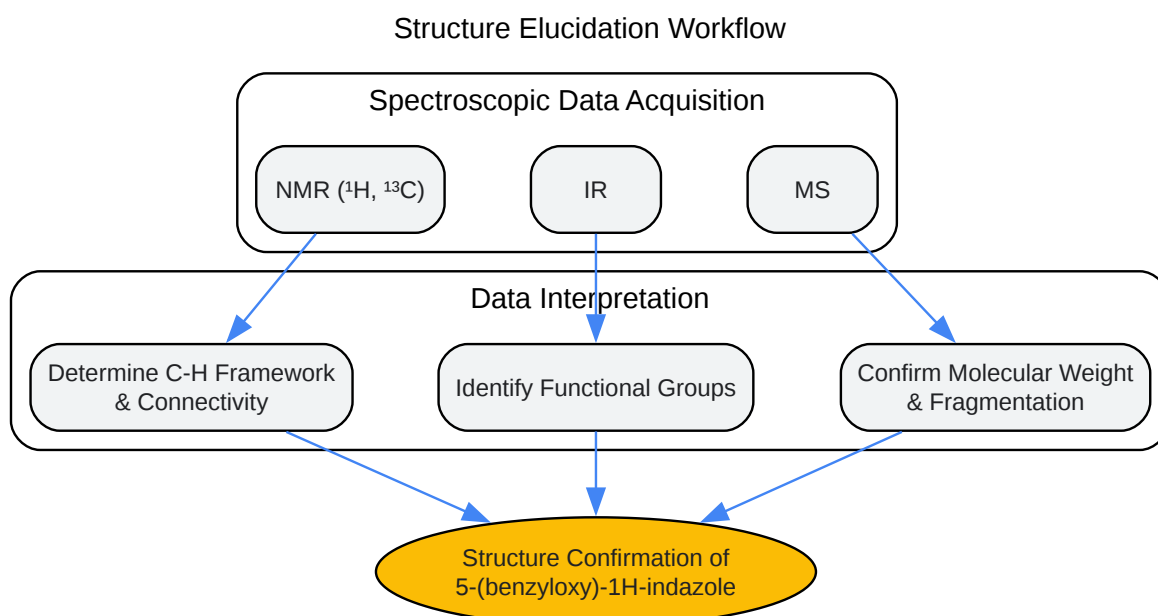 Structure Elucidation Workflow
Spectroscopic Data Acquisition
NMR (¹H, ¹³C)
IR
MS
Data Interpretation
Determine C-H Framework
& Connectivity
Identify Functional Groups
Confirm Molecular Weight
& Fragmentation
Structure Confirmation of
5-(benzyloxy)-1H-indazole